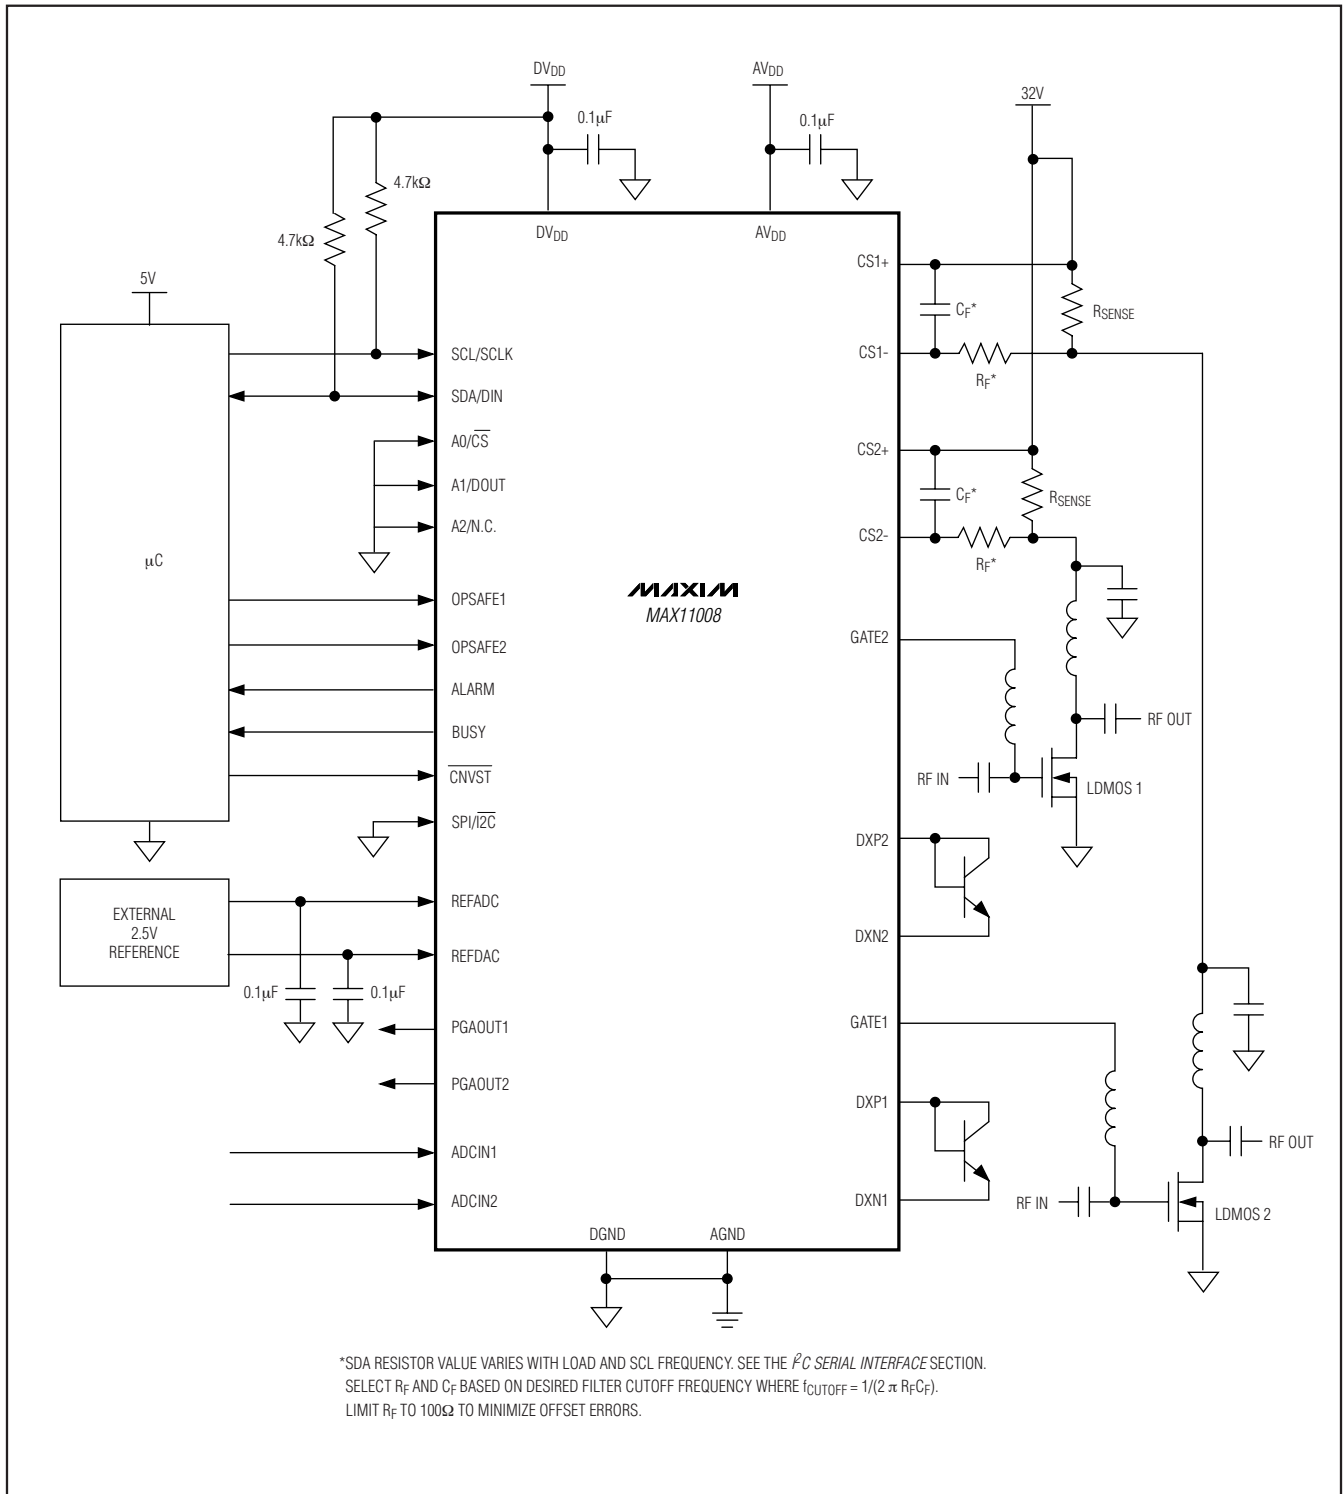 DVDD
AVDD
32V
0.1µF
0.1µF
4.7kΩ
4.7kΩ
5V
DVDD
AVDD
CS1+
CF*
RSENSE
SCL/SCLK
CS1-
RF*
SDA/DIN
A0/CS
CS2+
A1/DOUT
CF*
RSENSE
A2/N.C.
CS2-
RF*
µC
MAXIM
MAX11008
OPSAFE1
OPSAFE2
GATE2
ALARM
BUSY
RF OUT
CNVST
RF IN
LDMOS 1
SPI/I2C
DXP2
REFADC
EXTERNAL
2.5V
REFERENCE
DXN2
REFDAC
0.1µF
0.1µF
PGAOUT1
GATE1
PGAOUT2
DXP1
ADCIN1
RF OUT
ADCIN2
DXN1
RF IN
LDMOS 2
DGND
AGND
*SDA RESISTOR VALUE VARIES WITH LOAD AND SCL FREQUENCY. SEE THE I²C SERIAL INTERFACE SECTION.
SELECT RF AND CF BASED ON DESIRED FILTER CUTOFF FREQUENCY WHERE fCUTOFF = 1/(2 π RFCF).
LIMIT RF TO 100Ω TO MINIMIZE OFFSET ERRORS.